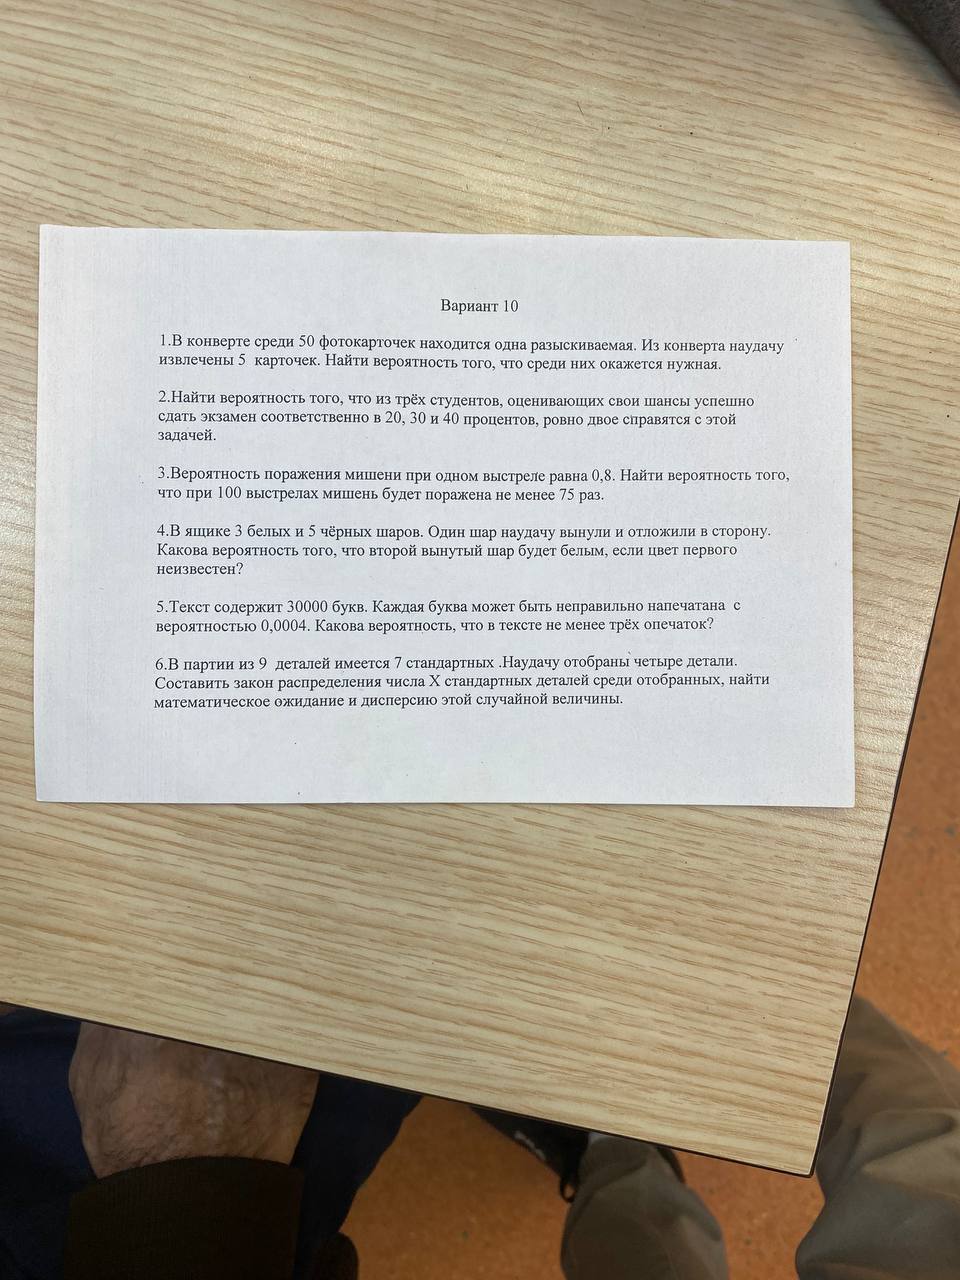 Вариант 10
1.В конверте среди 50 фотокарточек находится одна разыскиваемая. Из конверта наудачу
извлечены 5 карточек. Найти вероятность того, что среди них окажется нужная.
2.Найти вероятность того, что из трёх студентов, оценивающих свои шансы успешно
сдать экзамен соответственно в 20, 30 и 40 процентов, ровно двое справятся с этой
задачей.
3.Вероятность поражения мишени при одном выстреле равна 0,8. Найти вероятность того,
что при 100 выстрелах мишень будет поражена не менее 75 раз.
4.В ящике 3 белых и 5 чёрных шаров. Один шар наудачу вынули и отложили в сторону.
Какова вероятность того, что второй вынутый шар будет белым, если цвет первого
неизвестен?
5.Текст содержит 30000 букв. Каждая буква может быть неправильно напечатана с
вероятностью 0,0004. Какова вероятность, что в тексте не менее трёх опечаток?
6.В партии из 9 деталей имеется 7 стандартных .Наудачу отобраны четыре детали.
Составить закон распределения числа X стандартных деталей среди отобранных, найти
математическое ожидание и дисперсию этой случайной величины.